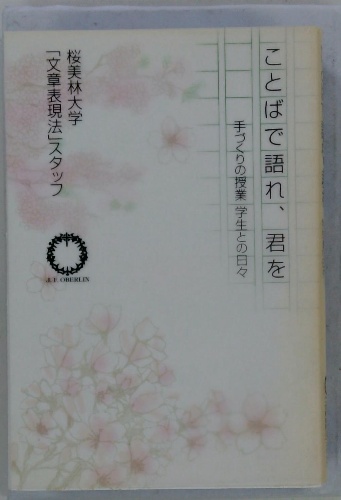 ことばで語れ、君を
手づくりの授業 学生との日々
桜美林大学
「文章表現法」スタッフ
J. F. OBERLIN